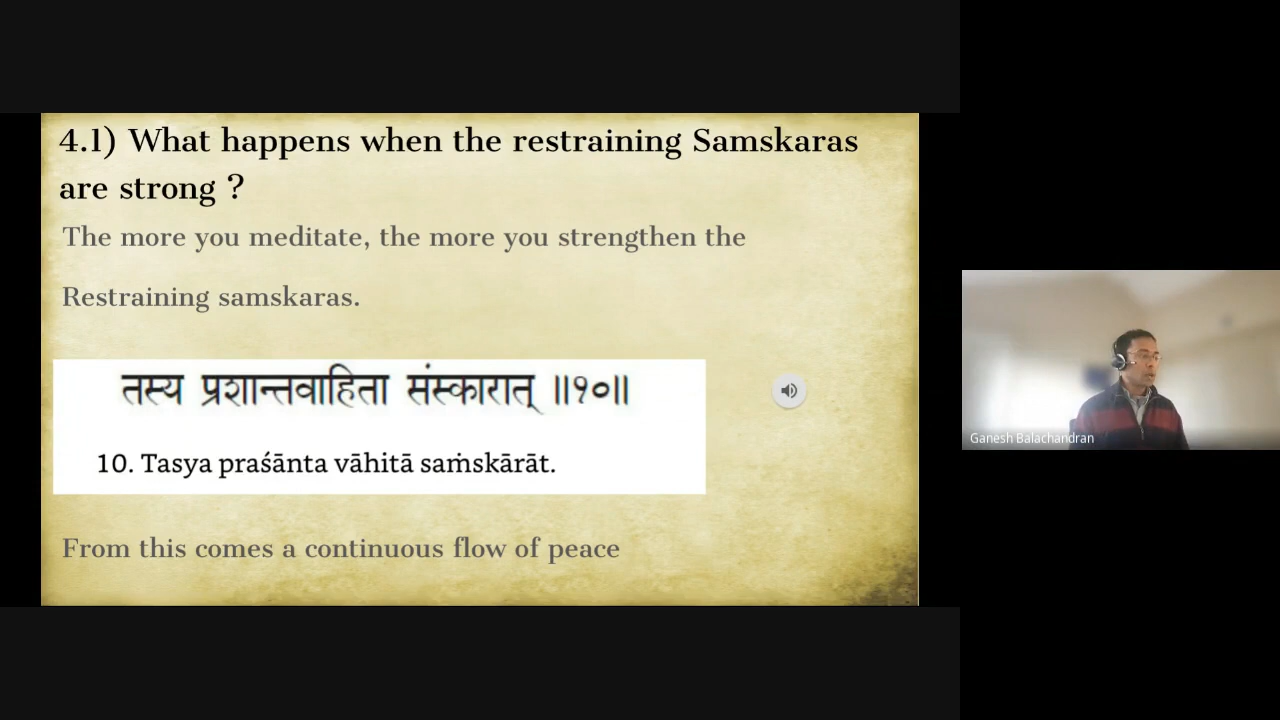 4.1) What happens when the restraining Samskaras
are strong ?
The more you meditate, the more you strengthen the
Restraining samskaras.
तस्य प्रशान्तवाहिता संस्कारात् ॥१०॥
10. Tasya praśānta vāhitā saṁskārāt.
From this comes a continuous flow of peace
Ganesh Balachandran